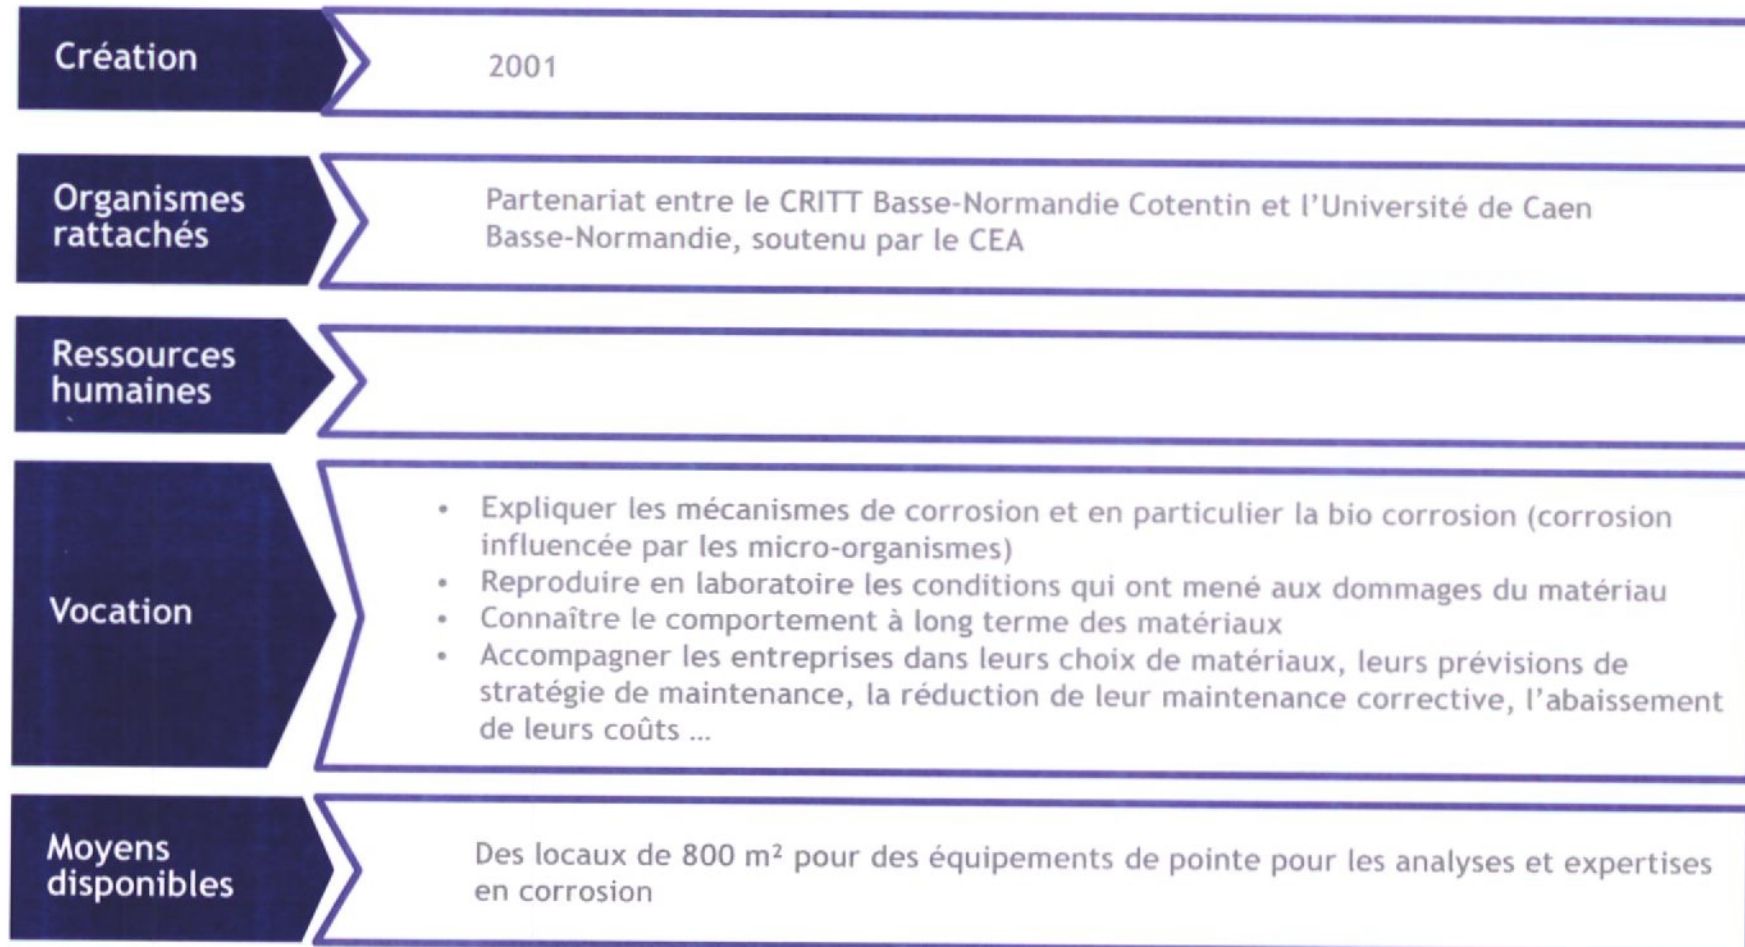 Création
2001
Organismes
rattachés
Partenariat entre le CRITT Basse-Normandie Cotentin et l'Université de Caen
Basse-Normandie, soutenu par le CEA
Ressources
humaines
Vocation
• Expliquer les mécanismes de corrosion et en particulier la bio corrosion (corrosion
influencée par les micro-organismes)
• Reproduire en laboratoire les conditions qui ont mené aux dommages du matériau
• Connaître le comportement à long terme des matériaux
• Accompagner les entreprises dans leurs choix de matériaux, leurs prévisions de
stratégie de maintenance, la réduction de leur maintenance corrective, l'abaissement
de leurs coûts ...
Moyens
disponibles
Des locaux de 800 m² pour des équipements de pointe pour les analyses et expertises
en corrosion